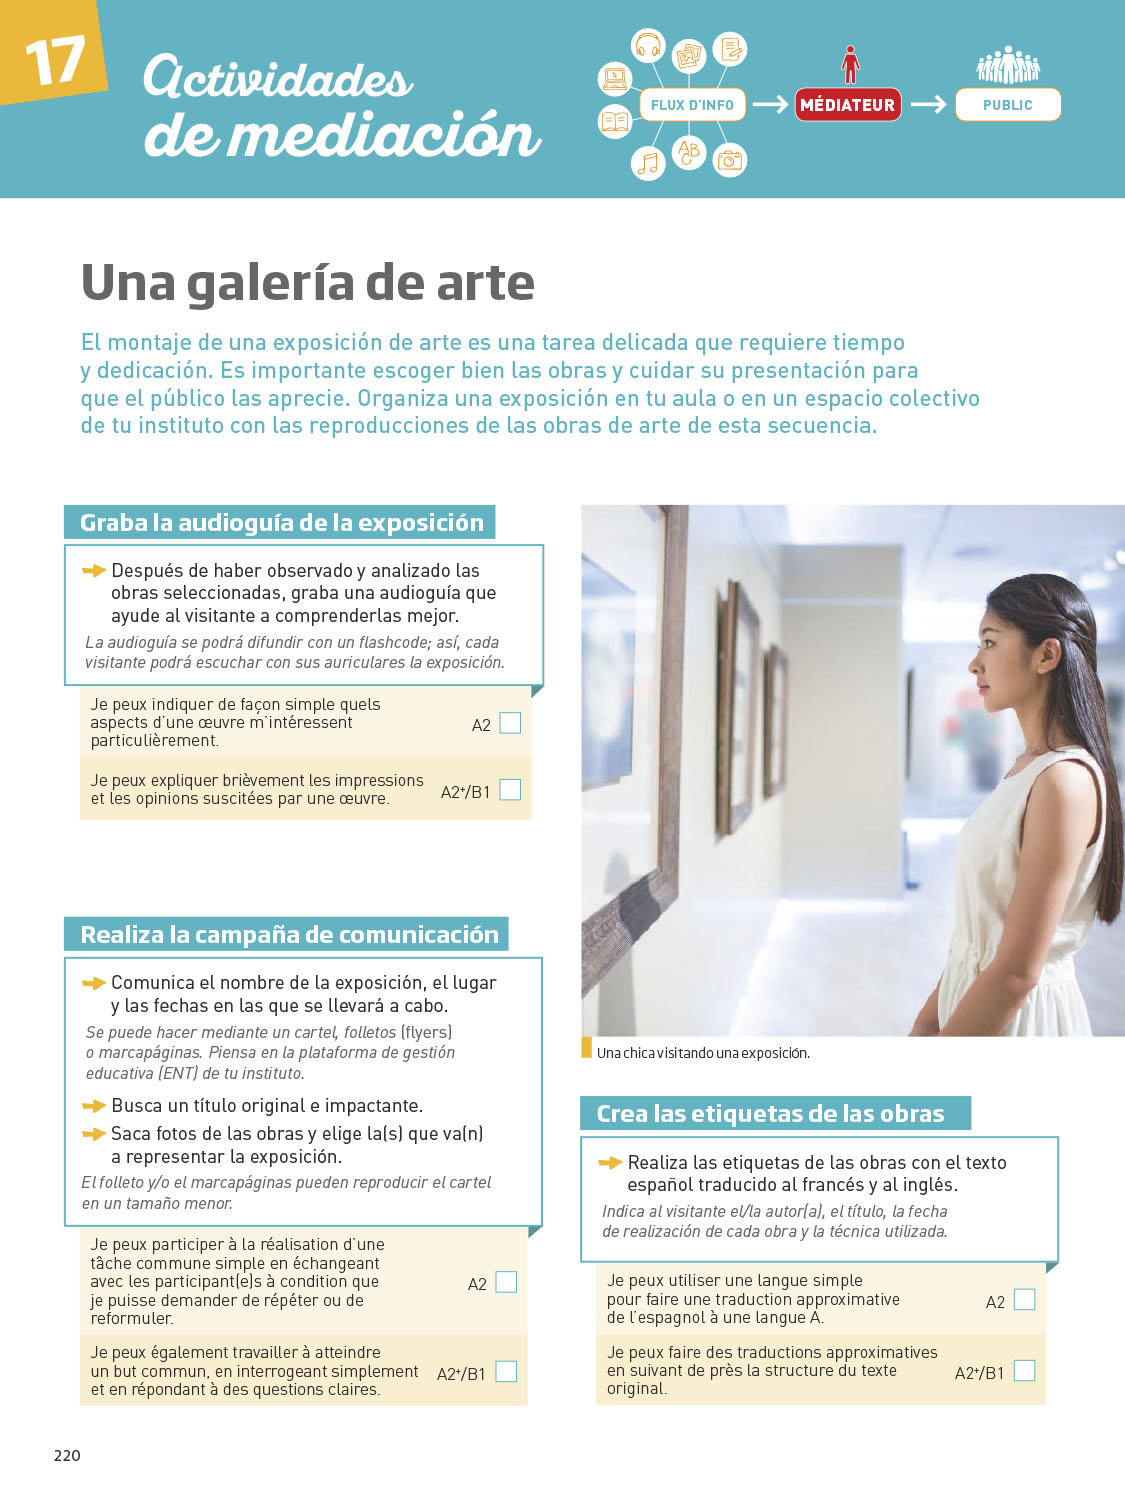 17
Actividades
de mediación
FLUX D'INFO
MÉDIATEUR
PUBLIC
AB
C
Una galería de arte
El montaje de una exposición de arte es una tarea delicada que requiere tiempo
y dedicación. Es importante escoger bien las obras y cuidar su presentación para
que el público las aprecie. Organiza una exposición en tu aula o en un espacio colectivo
de tu instituto con las reproducciones de las obras de arte de esta secuencia.
Graba la audioguía de la exposición
Después de haber observado y analizado las
obras seleccionadas, graba una audioguía que
ayude al visitante a comprenderlas mejor.
La audioguía se podrá difundir con un flashcode; así, cada
visitante podrá escuchar con sus auriculares la exposición.
Je peux indiquer de façon simple quels
aspects d'une œuvre m'intéressent
particulièrement.
A2
Je peux expliquer brièvement les impressions
et les opinions suscitées par une œuvre.
A2+/B1
Realiza la campaña de comunicación
Comunica el nombre de la exposición, el lugar
y las fechas en las que se llevará a cabo.
Se puede hacer mediante un cartel, folletos (flyers)
o marcapáginas. Piensa en la plataforma de gestión
educativa (ENT) de tu instituto.
Busca un título original e impactante.
Saca fotos de las obras y elige la(s) que va(n)
a representar la exposición.
El folleto y/o el marcapáginas pueden reproducir el cartel
en un tamaño menor.
Je peux participer à la réalisation d'une
tâche commune simple en échangeant
avec les participant(e)s à condition que
je puisse demander de répéter ou de
reformuler.
A2
Je peux également travailler à atteindre
un but commun, en interrogeant simplement
et en répondant à des questions claires.
A2+/B1
Una chica visitando una exposición.
Crea las etiquetas de las obras
Realiza las etiquetas de las obras con el texto
español traducido al francés y al inglés.
Indica al visitante el/la autor(a), el título, la fecha
de realización de cada obra y la técnica utilizada.
Je peux utiliser une langue simple
pour faire une traduction approximative
de l'espagnol à une langue A.
A2
Je peux faire des traductions approximatives
en suivant de près la structure du texte
original.
A2+/B1
220